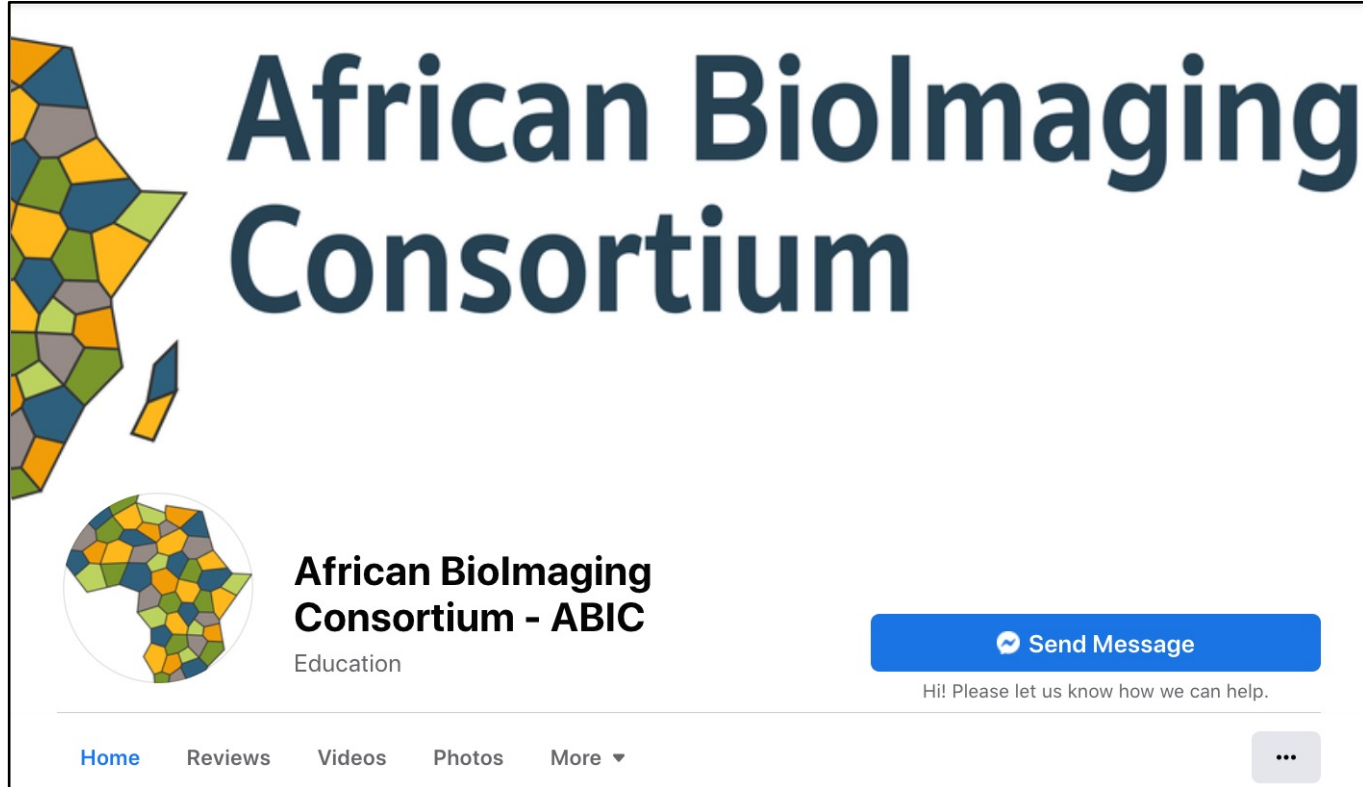 African BioImaging
Consortium
African BioImaging
Consortium - ABIC
Education
Send Message
Hi! Please let us know how we can help.
Home Reviews Videos Photos More